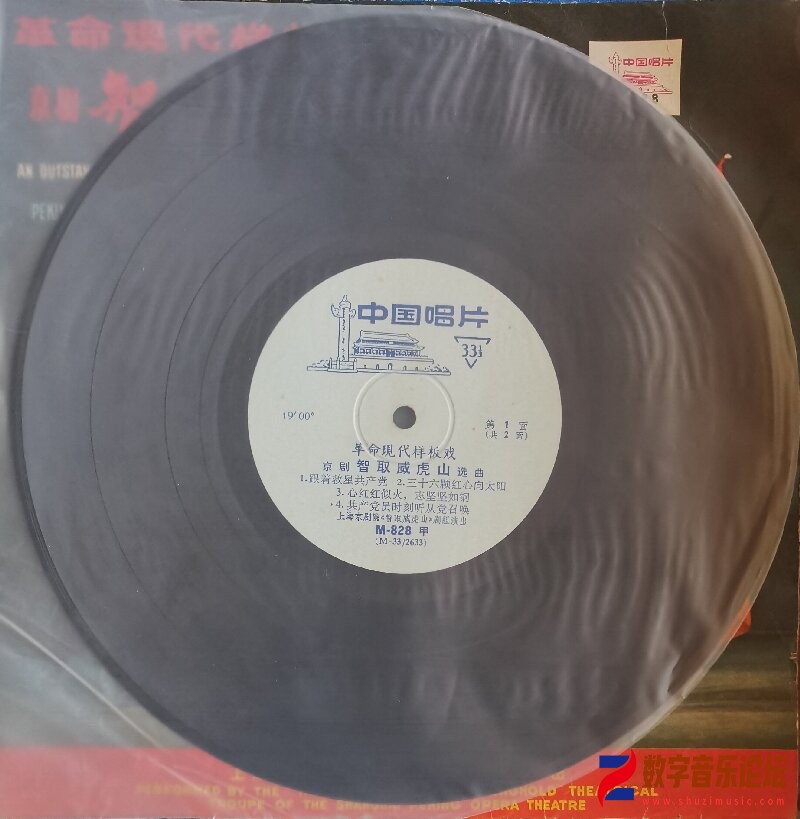 革命现代样
AN OUTSTA
PEKI
中国唱片
8
中国唱片
33⅓
19′00″
第 1 面
(共 2 面)
革命现代样板戏
京剧 智取威虎山 选曲
1.跟着救星共产党 2.三十六颗红心向太阳
3.心红红似火，志坚坚如钢
4.共产党员时刻听从党召唤
上海京剧院《智取威虎山》剧组演出
M-828 甲
(M-33/2633)
PERFORMED BY THE
STRONGHOLD THEATRICAL
TROUPE OF THE SHANGHAI PEKING OPERA THEATRE
数字音乐论坛
www.shuzimusic.com